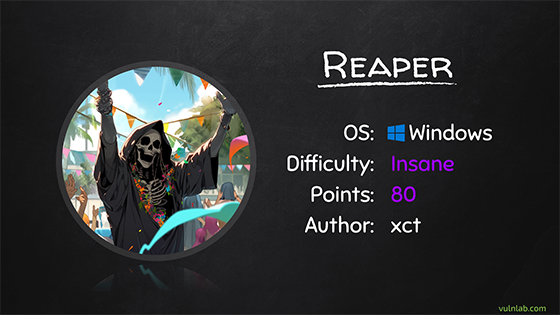 Reaper
OS: Windows
Difficulty: Insane
Points: 80
Author: xct
vulnlab.com